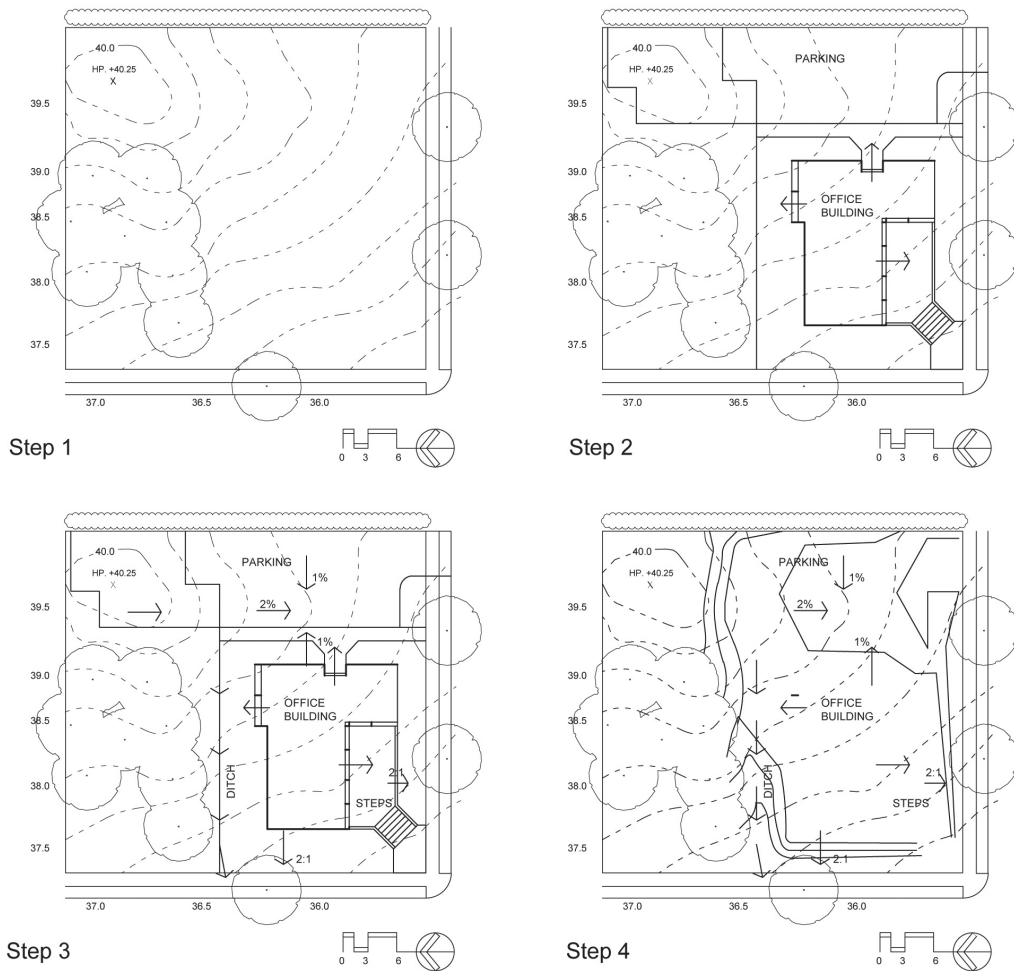 40.0
HP. +40.25
X
39.5
39.0
38.5
38.0
37.5
37.0
36.5
36.0
Step 1
0
3
6
40.0
HP. +40.25
X
PARKING
39.5
39.0
38.5
OFFICE
BUILDING
38.0
37.5
37.0
36.5
36.0
Step 2
0
3
6
40.0
HP. +40.25
X
PARKING
1%
39.5
2%
1%
39.0
38.5
OFFICE
BUILDING
38.0
DITCH
2:1
STEPS
37.5
2:1
37.0
36.5
36.0
Step 3
0
3
6
40.0
HP. +40.25
X
PARKING
1%
39.5
2%
1%
39.0
38.5
OFFICE
BUILDING
38.0
DITCH
2:1
STEPS
37.5
2:1
37.0
36.5
36.0
Step 4
0
3
6